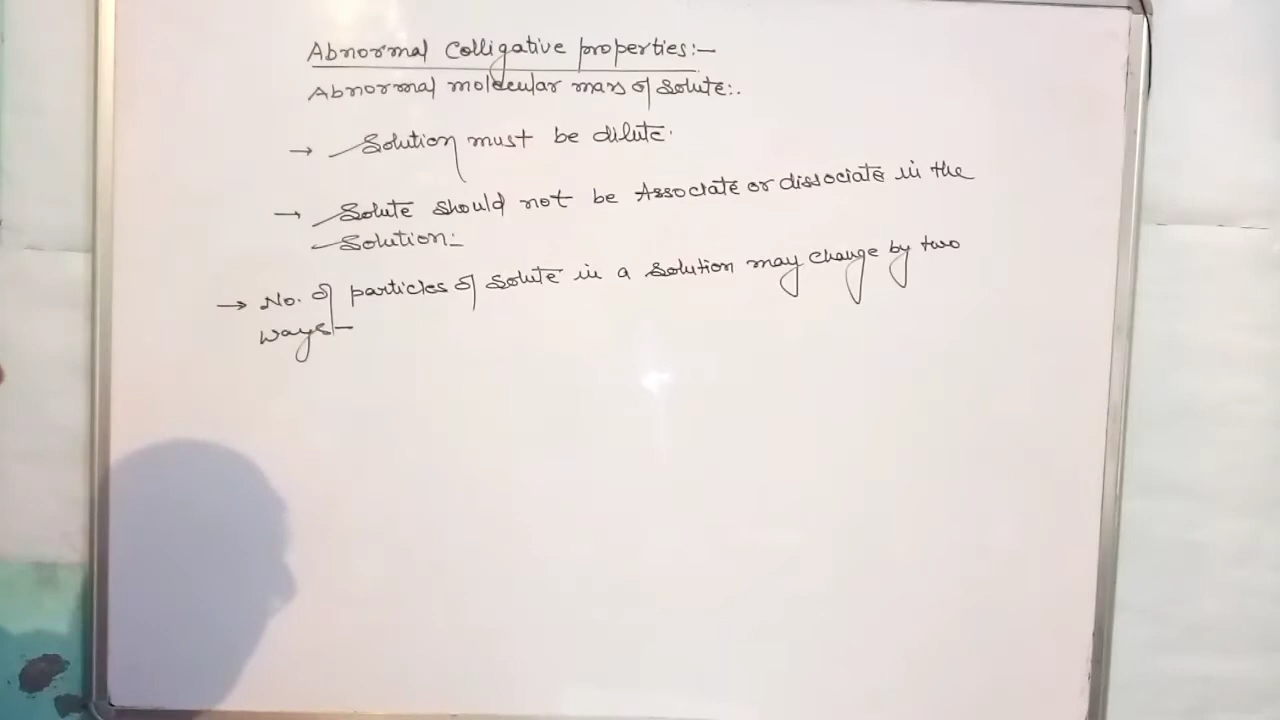 Abnormal Colligative properties:-
Abnormal molecular mass of solute:.
→ Solution must be dilute.
→ Solute should not be Associate or dissociate in the
Solution:-
→ No. of particles of solute in a solution may change by two
ways:-